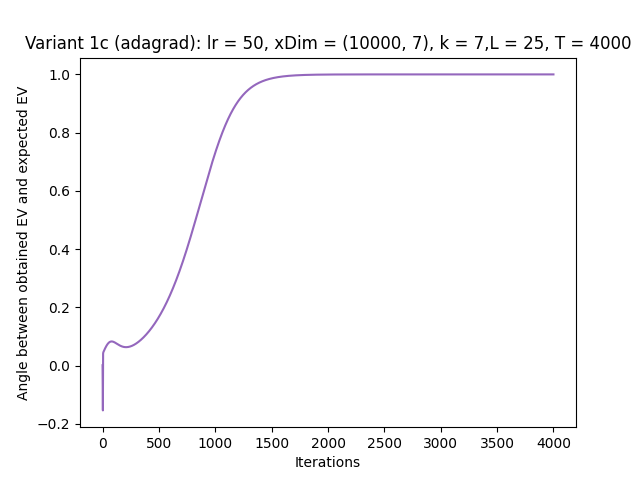 Variant 1c (adagrad): lr = 50, xDim = (10000, 7), k = 7,L = 25, T = 4000
Angle between obtained EV and expected EV
1.0
0.8
0.6
0.4
0.2
0.0
−0.2
0 500 1000 1500 2000 2500 3000 3500 4000
Iterations